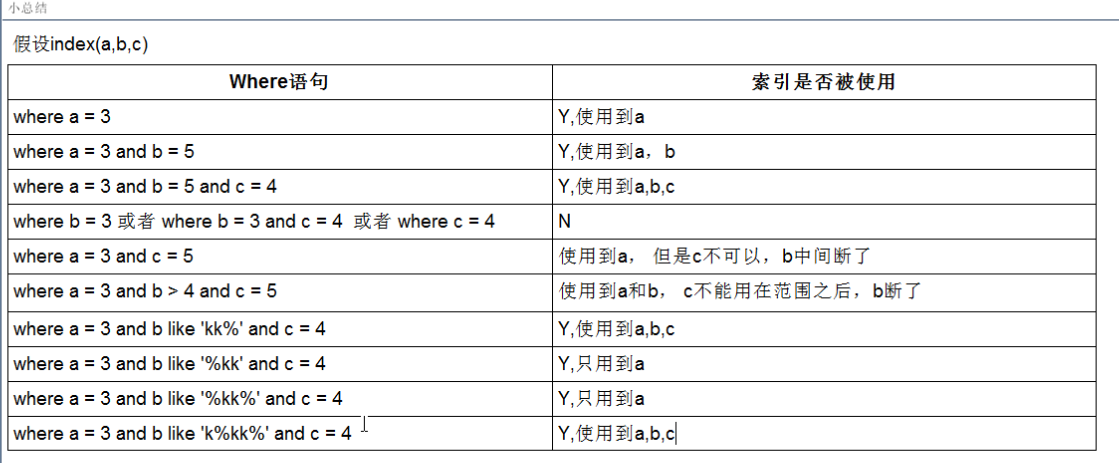 小总结
假设index(a,b,c)
Where语句 索引是否被使用
where a = 3 Y,使用到a
where a = 3 and b = 5 Y,使用到a，b
where a = 3 and b = 5 and c = 4 Y,使用到a,b,c
where b = 3 或者 where b = 3 and c = 4 或者 where c = 4 N
where a = 3 and c = 5 使用到a， 但是c不可以，b中间断了
where a = 3 and b > 4 and c = 5 使用到a和b， c不能用在范围之后，b断了
where a = 3 and b like 'kk%' and c = 4 Y,使用到a,b,c
where a = 3 and b like '%kk' and c = 4 Y,只用到a
where a = 3 and b like '%kk%' and c = 4 Y,只用到a
where a = 3 and b like 'k%kk%' and c = 4 Y,使用到a,b,c